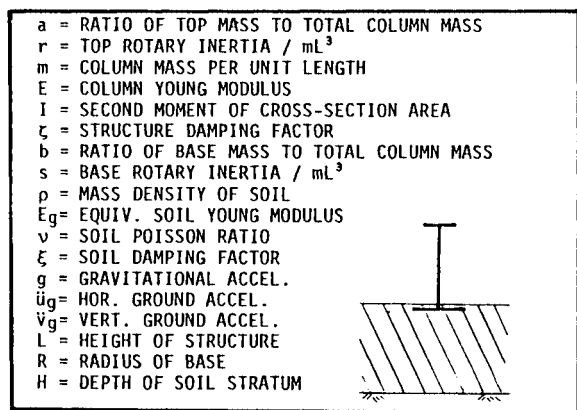 a = RATIO OF TOP MASS TO TOTAL COLUMN MASS
r = TOP ROTARY INERTIA / mL³
m = COLUMN MASS PER UNIT LENGTH
E = COLUMN YOUNG MODULUS
I = SECOND MOMENT OF CROSS-SECTION AREA
ζ = STRUCTURE DAMPING FACTOR
b = RATIO OF BASE MASS TO TOTAL COLUMN MASS
s = BASE ROTARY INERTIA / mL³
ρ = MASS DENSITY OF SOIL
Eg= EQUIV. SOIL YOUNG MODULUS
ν = SOIL POISSON RATIO
ξ = SOIL DAMPING FACTOR
g = GRAVITATIONAL ACCEL.
üg= HOR. GROUND ACCEL.
v̈g= VERT. GROUND ACCEL.
L = HEIGHT OF STRUCTURE
R = RADIUS OF BASE
H = DEPTH OF SOIL STRATUM